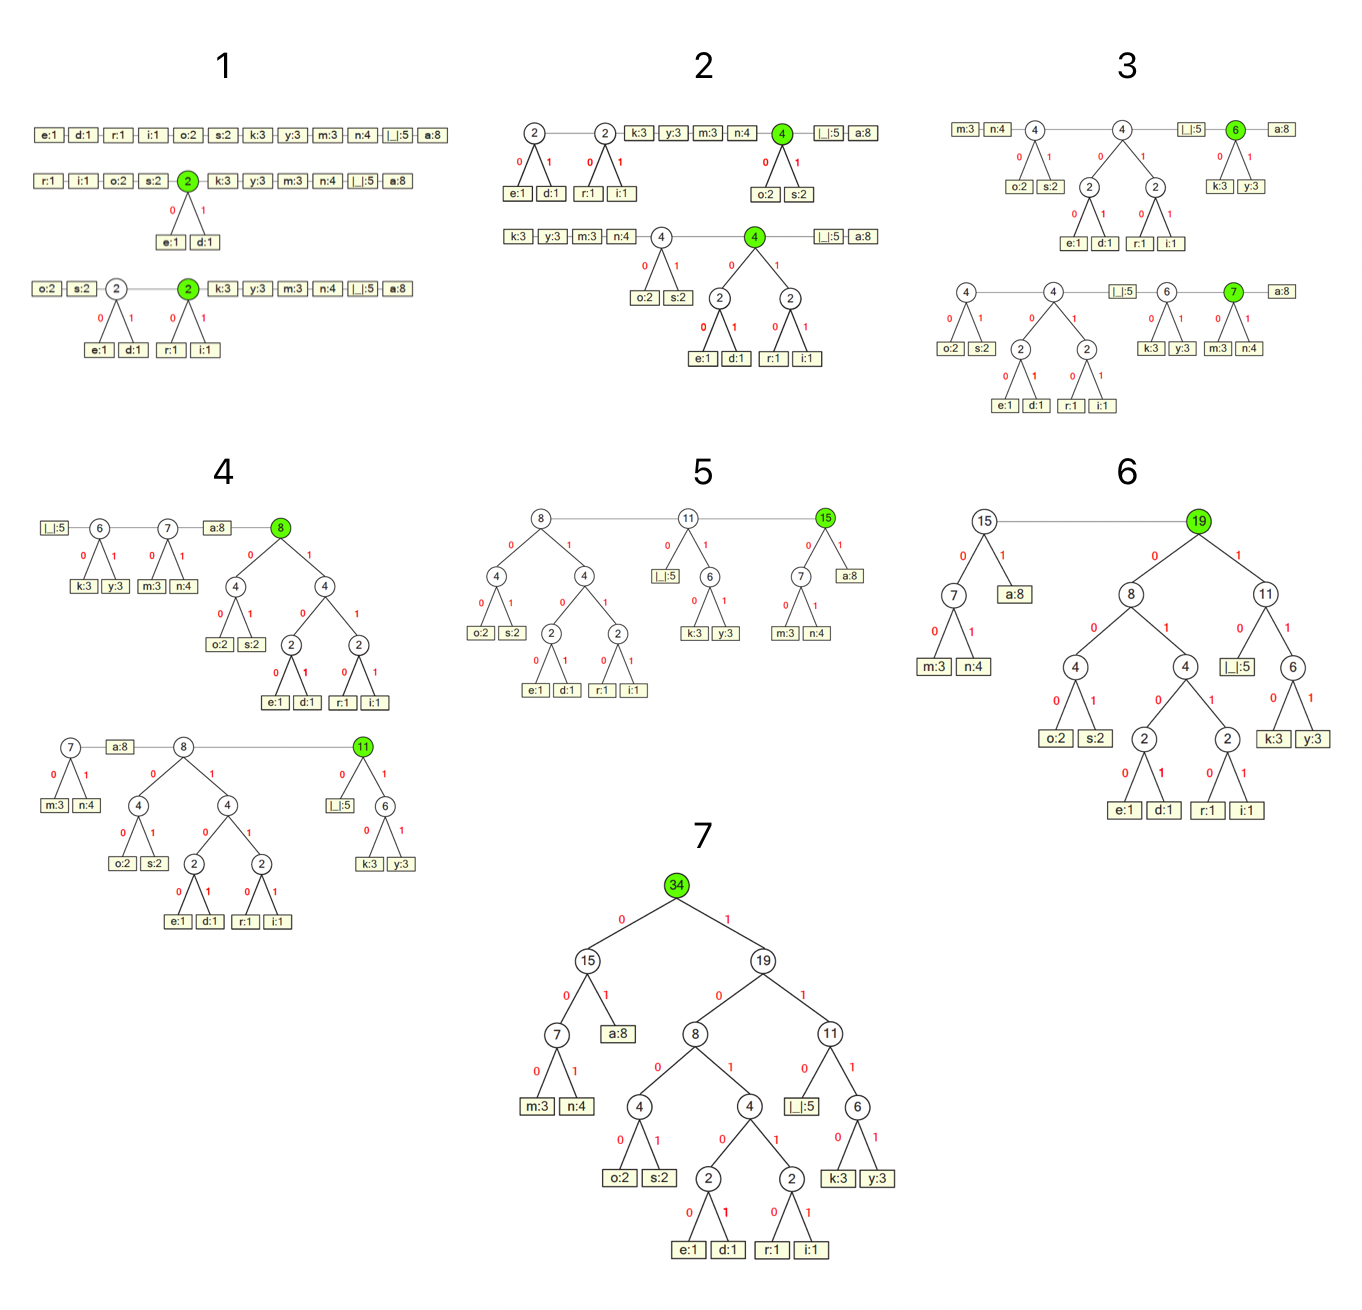 1
e:1 d:1 r:1 i:1 o:2 s:2 k:3 y:3 m:3 n:4 |_|:5 a:8
r:1 i:1 o:2 s:2 2 k:3 y:3 m:3 n:4 |_|:5 a:8
0 1
e:1 d:1
o:2 s:2 2 2 k:3 y:3 m:3 n:4 |_|:5 a:8
0 1 0 1
e:1 d:1 r:1 i:1
2
2 2 k:3 y:3 m:3 n:4 4 |_|:5 a:8
0 1 0 1 0 1
e:1 d:1 r:1 i:1 o:2 s:2
k:3 y:3 m:3 n:4 4 4 |_|:5 a:8
0 1 0 1
o:2 s:2 2 2
0 1 0 1
e:1 d:1 r:1 i:1
3
m:3 n:4 4 4 |_|:5 6 a:8
0 1 0 1 0 1
o:2 s:2 2 2 k:3 y:3
0 1 0 1
e:1 d:1 r:1 i:1
4 4 |_|:5 6 7 a:8
0 1 0 1 0 1 0 1
o:2 s:2 2 2 k:3 y:3 m:3 n:4
0 1 0 1
e:1 d:1 r:1 i:1
4
|_|:5 6 7 a:8 8
0 1 0 1 0 1
k:3 y:3 m:3 n:4 4 4
0 1 0 1
o:2 s:2 2 2
0 1 0 1
e:1 d:1 r:1 i:1
7 a:8 8 11
0 1 0 1 0 1
m:3 n:4 4 4 |_|:5 6
0 1 0 1 0 1
o:2 s:2 2 2 k:3 y:3
0 1 0 1
e:1 d:1 r:1 i:1
5
8 11 15
0 1 0 1 0 1
4 4 |_|:5 6 7 a:8
0 1 0 1 0 1 0 1
o:2 s:2 2 2 k:3 y:3 m:3 n:4
0 1 0 1
e:1 d:1 r:1 i:1
6
15 19
0 1 0 1
7 a:8 8 11
0 1 0 1 0 1
m:3 n:4 4 4 |_|:5 6
0 1 0 1 0 1
o:2 s:2 2 2 k:3 y:3
0 1 0 1
e:1 d:1 r:1 i:1
7
34
0 1
15 19
0 1 0 1
7 a:8 8 11
0 1 0 1 0 1
m:3 n:4 4 4 |_|:5 6
0 1 0 1 0 1
o:2 s:2 2 2 k:3 y:3
0 1 0 1
e:1 d:1 r:1 i:1